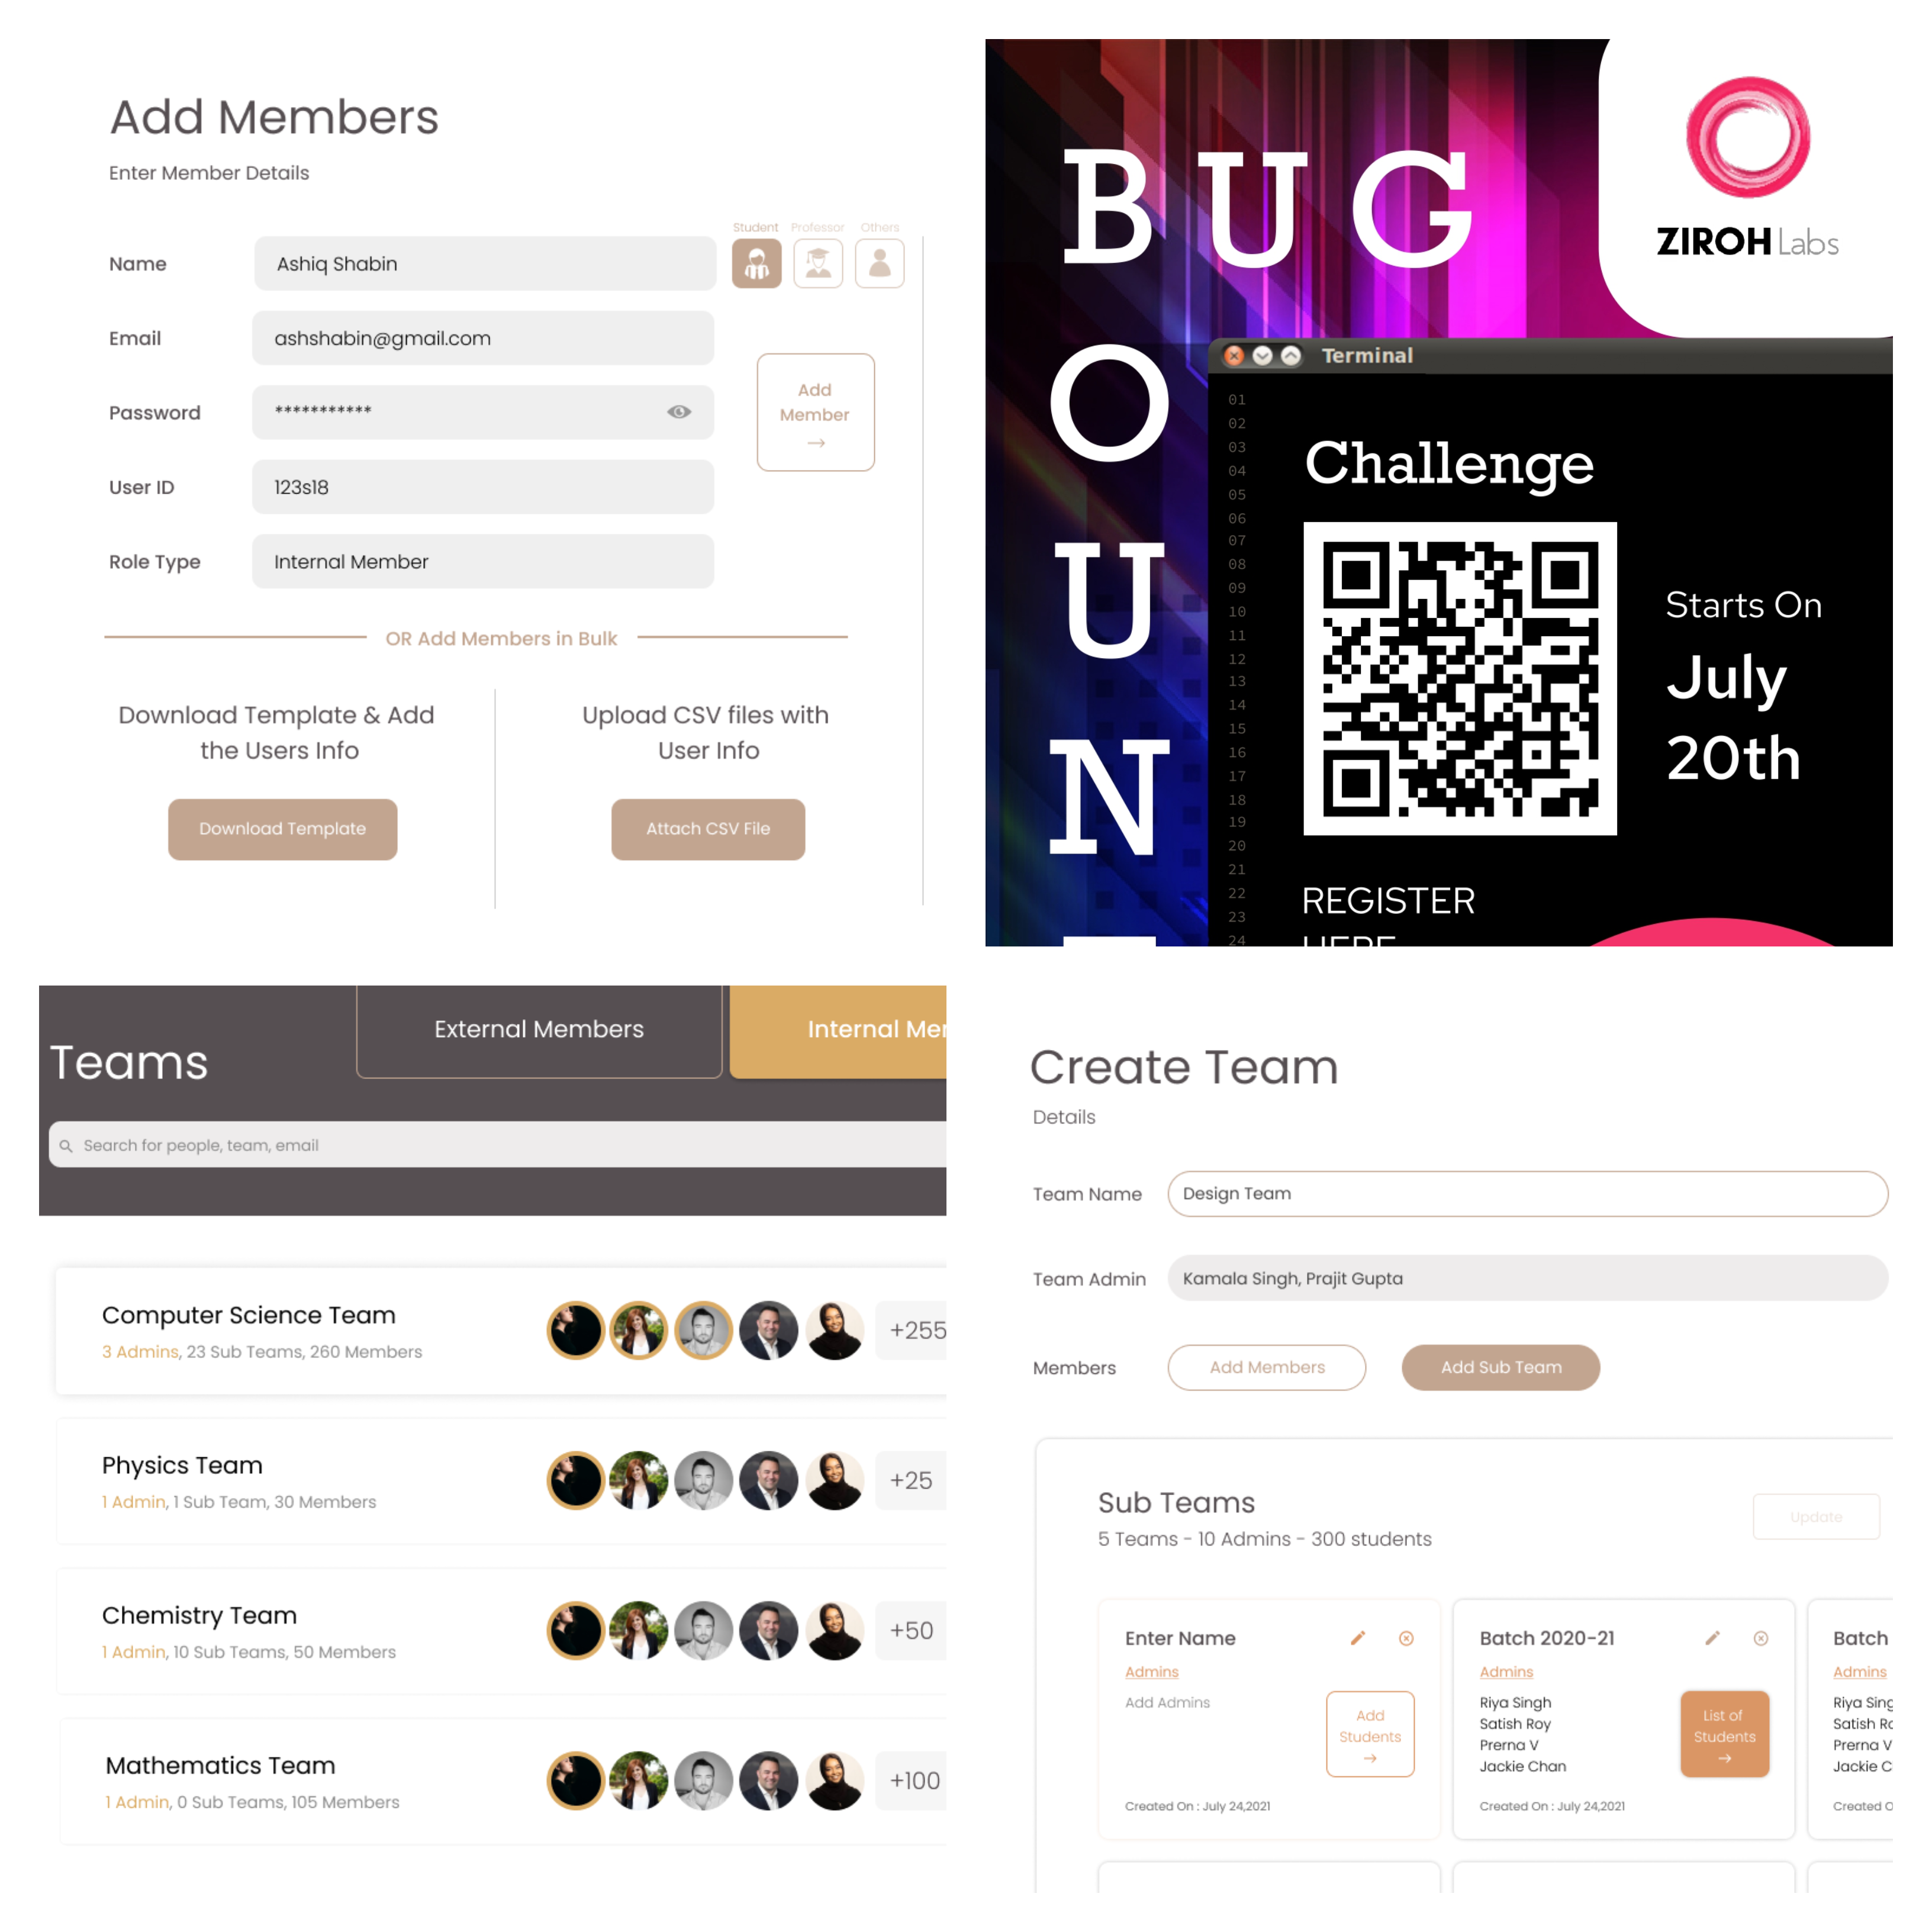 Add Members
Enter Member Details
Student Professor Others
Name Ashiq Shabin
Email ashshabin@gmail.com
Password ***********
Add
Member
→
User ID 123s18
Role Type Internal Member
OR Add Members in Bulk
Download Template & Add
the Users Info
Download Template
Upload CSV files with
User Info
Attach CSV File
BUG
O
U
N
ZIROH Labs
Terminal
01
02
03
04
05
06
07
08
09
10
11
12
13
14
15
16
17
18
19
20
21
22
23
24
Challenge
Starts On
July
20th
REGISTER
HERE
Teams
External Members
Internal Mer
Search for people, team, email
Computer Science Team
3 Admins, 23 Sub Teams, 260 Members
+255
Physics Team
1 Admin, 1 Sub Team, 30 Members
+25
Chemistry Team
1 Admin, 10 Sub Teams, 50 Members
+50
Mathematics Team
1 Admin, 0 Sub Teams, 105 Members
+100
Create Team
Details
Team Name Design Team
Team Admin Kamala Singh, Prajit Gupta
Members Add Members Add Sub Team
Sub Teams
5 Teams - 10 Admins - 300 students
Update
Enter Name
Admins
Add Admins
Add
Students
→
Created On : July 24,2021
Batch 2020-21
Admins
Riya Singh
Satish Roy
Prerna V
Jackie Chan
List of
Students
→
Created On : July 24,2021
Batch
Admins
Riya Sing
Satish Ro
Prerna V
Jackie C
Created O